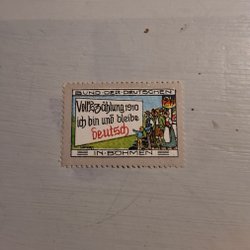 BUND DER DEUTSCHEN
Volkszählung 1910
ich bin und bleibe
deutsch
IN BÖHMEN